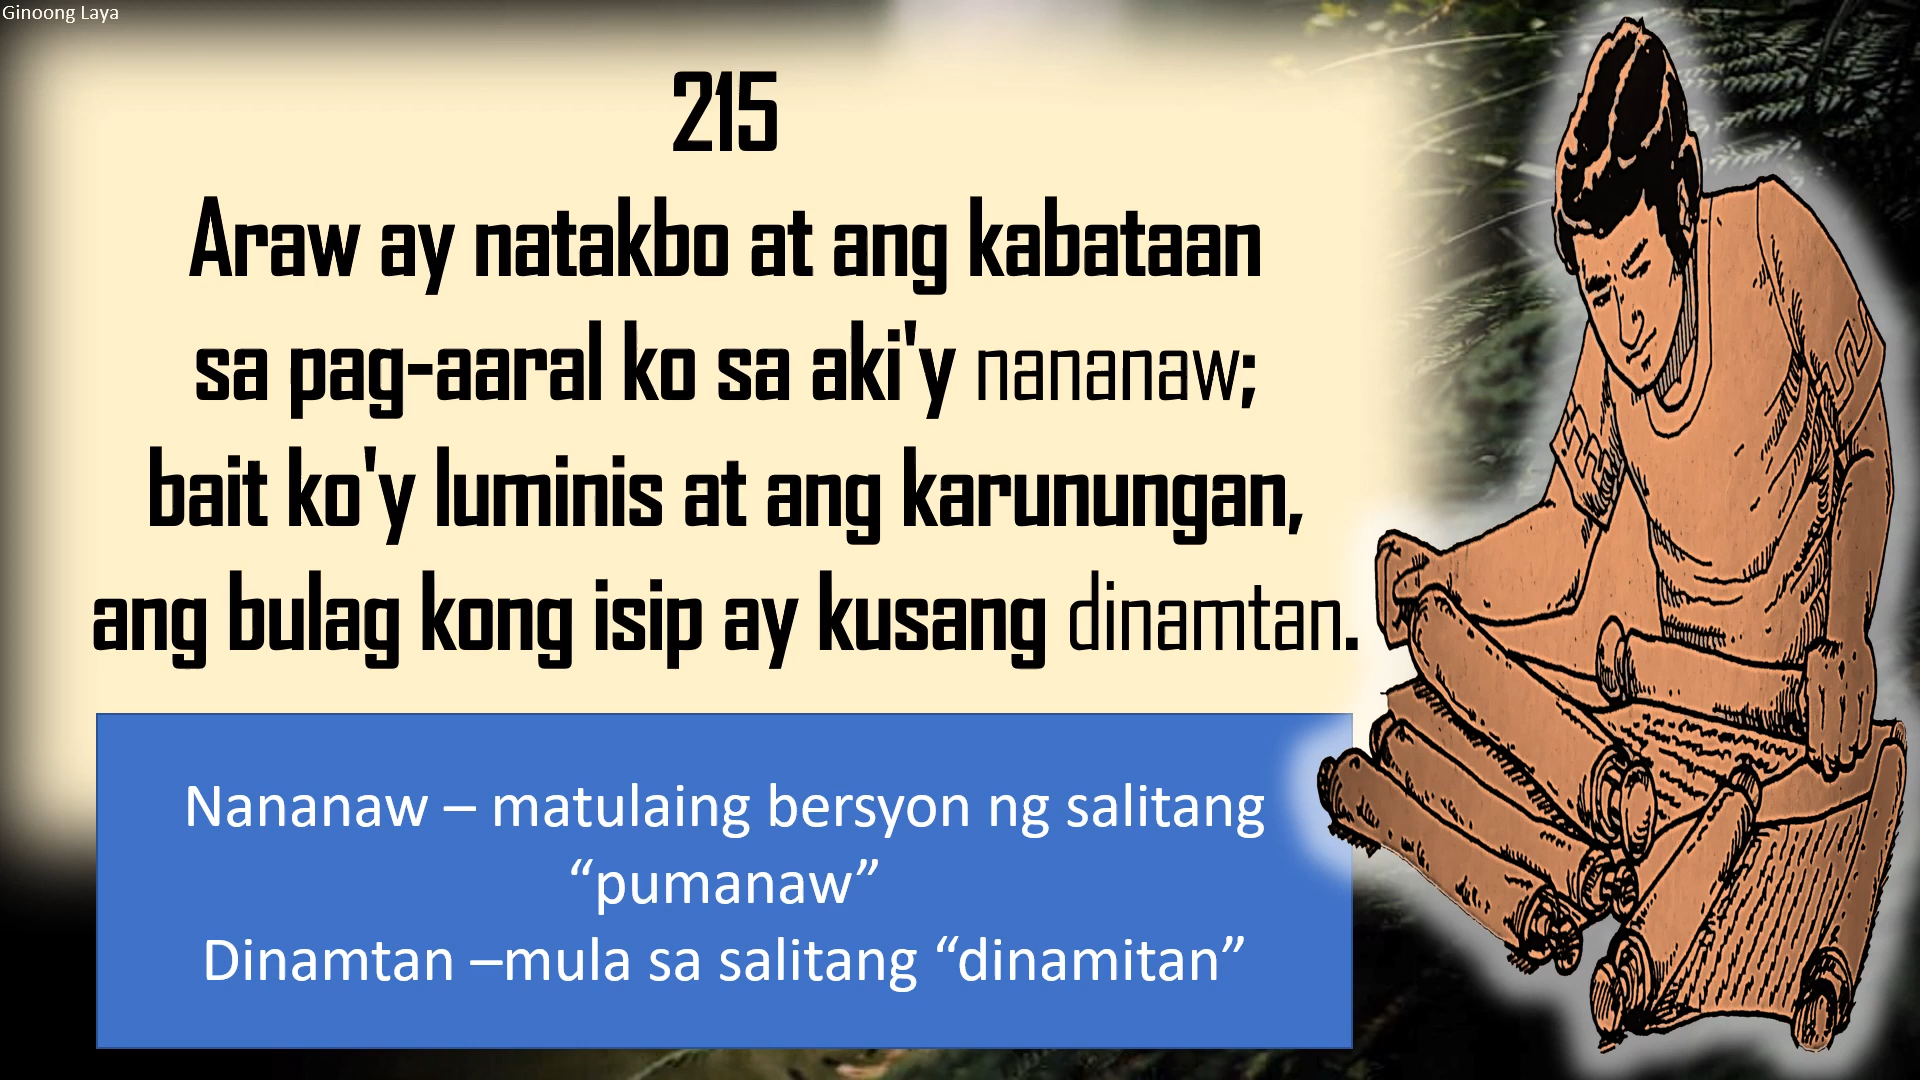 Ginoong Laya
215
Araw ay natakbo at ang kabataan
sa pag-aaral ko sa aki'y nananaw;
bait ko'y luminis at ang karunungan,
ang bulag kong isip ay kusang dinamtan.
Nananaw – matulaing bersyon ng salitang
“pumanaw”
Dinamtan –mula sa salitang “dinamitan”